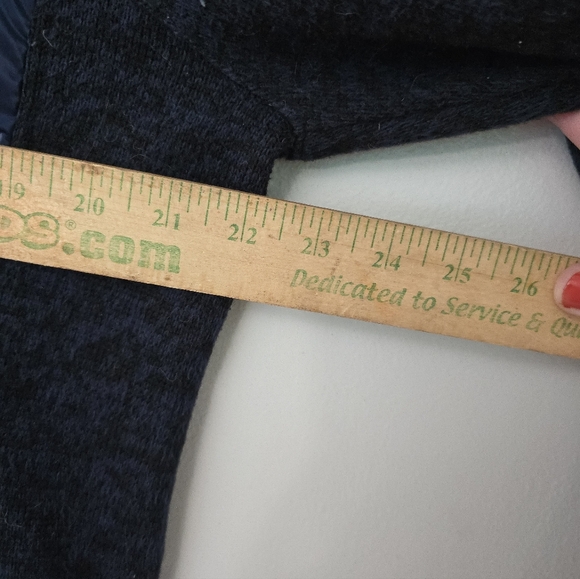 19 20 21 22 23 24 25 26
.com
Dedicated to Service &